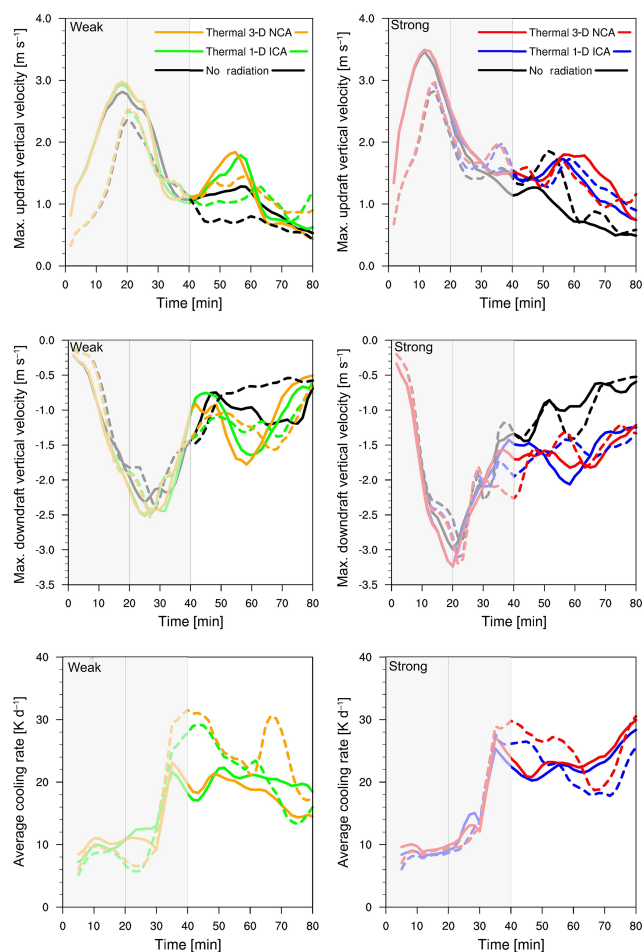 Weak
Thermal 3-D NCA
Thermal 1-D ICA
No radiation
Max. updraft vertical velocity [m s⁻¹]
4.0
3.0
2.0
1.0
0.0
0 10 20 30 40 50 60 70 80
Time [min]
Strong
Thermal 3-D NCA
Thermal 1-D ICA
No radiation
Max. updraft vertical velocity [m s⁻¹]
4.0
3.0
2.0
1.0
0.0
0 10 20 30 40 50 60 70 80
Time [min]
Weak
Max. downdraft vertical velocity [m s⁻¹]
0.0
-0.5
-1.0
-1.5
-2.0
-2.5
-3.0
-3.5
0 10 20 30 40 50 60 70 80
Time [min]
Strong
Max. downdraft vertical velocity [m s⁻¹]
0.0
-0.5
-1.0
-1.5
-2.0
-2.5
-3.0
-3.5
0 10 20 30 40 50 60 70 80
Time [min]
Weak
Average cooling rate [K d⁻¹]
40
30
20
10
0
0 10 20 30 40 50 60 70 80
Time [min]
Strong
Average cooling rate [K d⁻¹]
40
30
20
10
0
0 10 20 30 40 50 60 70 80
Time [min]